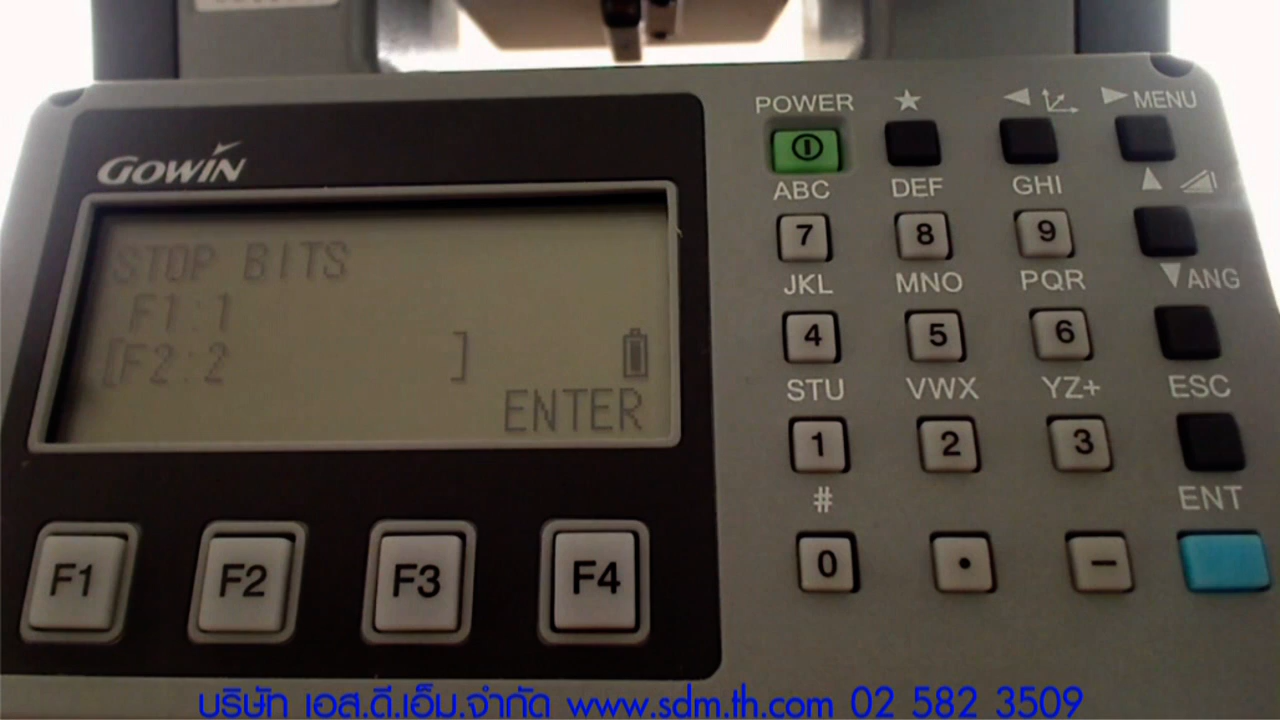 GOWIN
STOP BITS
F1:1
[F2:2 ]
ENTER
F1 F2 F3 F4
POWER ★ ◄ ► MENU
ABC DEF GHI ▲
7 8 9
JKL MNO PQR ▼ ANG
4 5 6
STU VWX YZ+ ESC
1 2 3
# ENT
0 • −
บริษัท เอส.ดี.เอ็ม.จำกัด www.sdm.th.com 02 582 3509